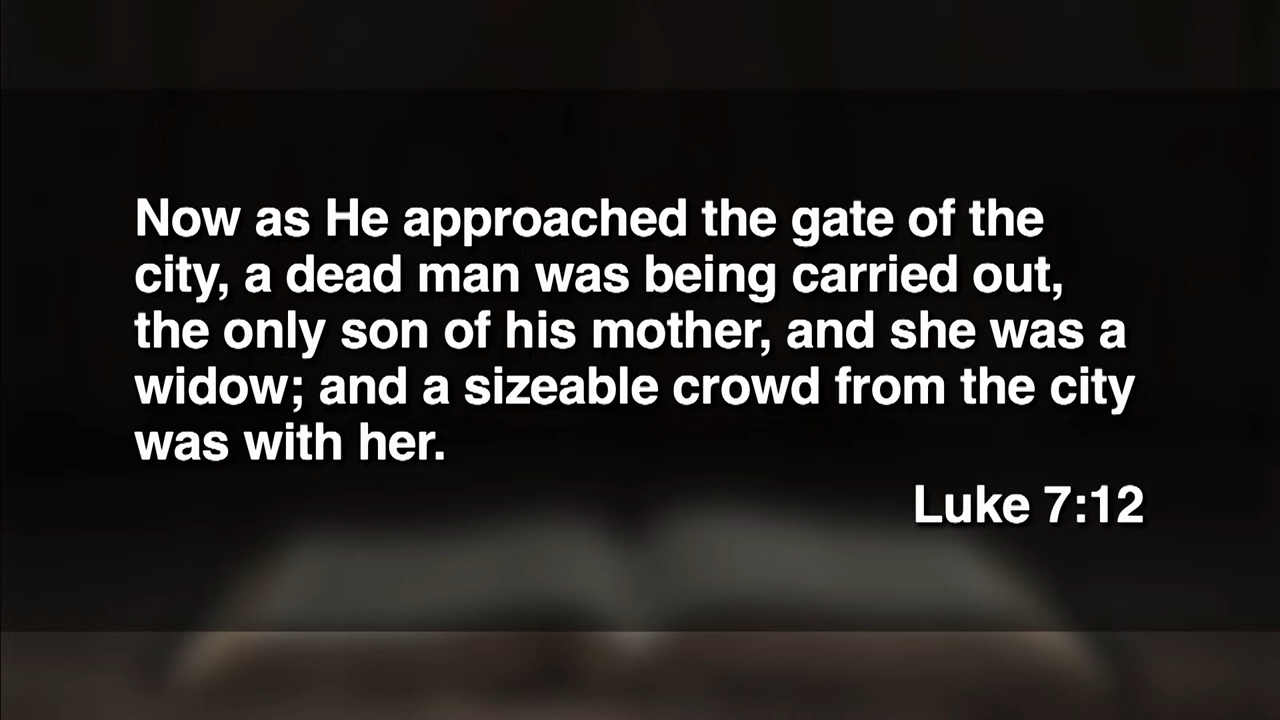 Now as He approached the gate of the
city, a dead man was being carried out,
the only son of his mother, and she was a
widow; and a sizeable crowd from the city
was with her.
Luke 7:12